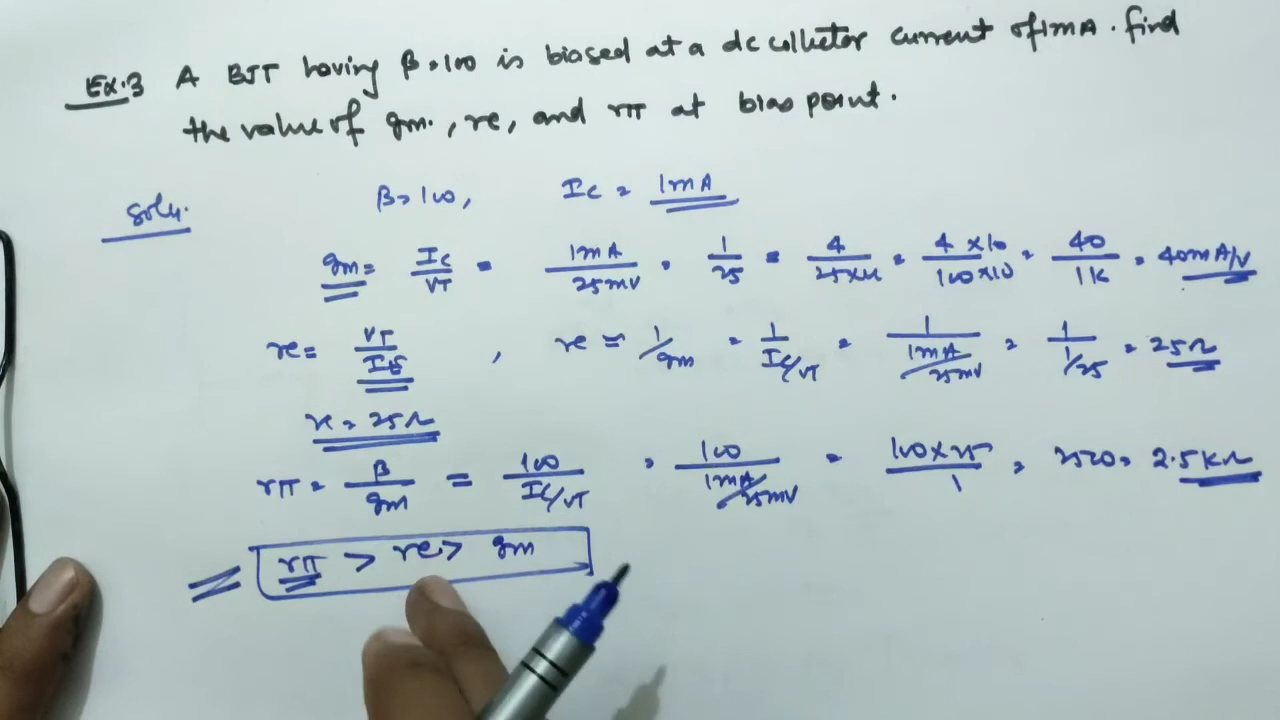 Ex.3 A BJT having β=100 is biased at a dc collector current of 1mA. find
the value of gm, re, and rπ at bias point.
Soln.
β=100, Ic = 1mA
gm = Ic/VT = 1mA/25mV = 1/25 = 4/25×4 = 4×10/100×10 = 40/1K = 40mA/V
re = VT/IE , re ≅ 1/gm = 1/Ic/VT = 1/1mA/25mV = 1/1/25 = 25Ω
re = 25Ω
rπ = β/gm = 100/Ic/VT = 100/1mA/25mV = 100×25/1 = 2500 = 2.5KΩ
rπ > re > gm